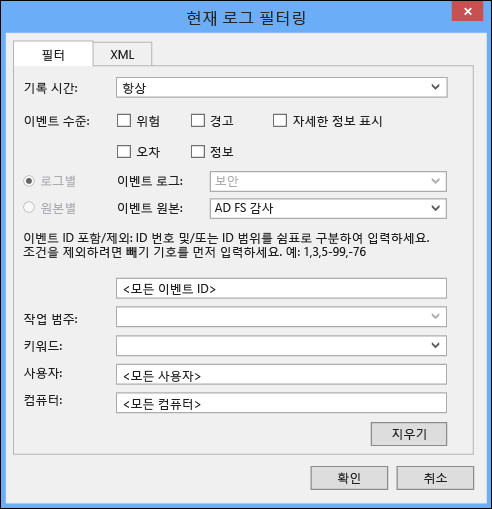 현재 로그 필터링
필터 XML
기록 시간: 항상
이벤트 수준: 위험 경고 자세한 정보 표시
오차 정보
로그별 이벤트 로그: 보안
원본별 이벤트 원본: AD FS 감사
이벤트 ID 포함/제외: ID 번호 및/또는 ID 범위를 쉼표로 구분하여 입력하세요.
조건을 제외하려면 빼기 기호를 먼저 입력하세요. 예: 1,3,5-99,-76
<모든 이벤트 ID>
작업 범주:
키워드:
사용자: <모든 사용자>
컴퓨터: <모든 컴퓨터>
지우기
확인 취소